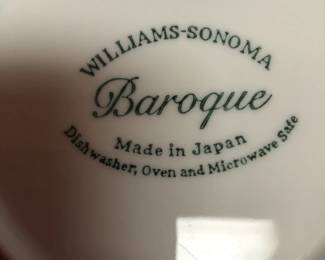 WILLIAMS-SONOMA
Baroque
Made in Japan
Dishwasher, Oven and Microwave Safe